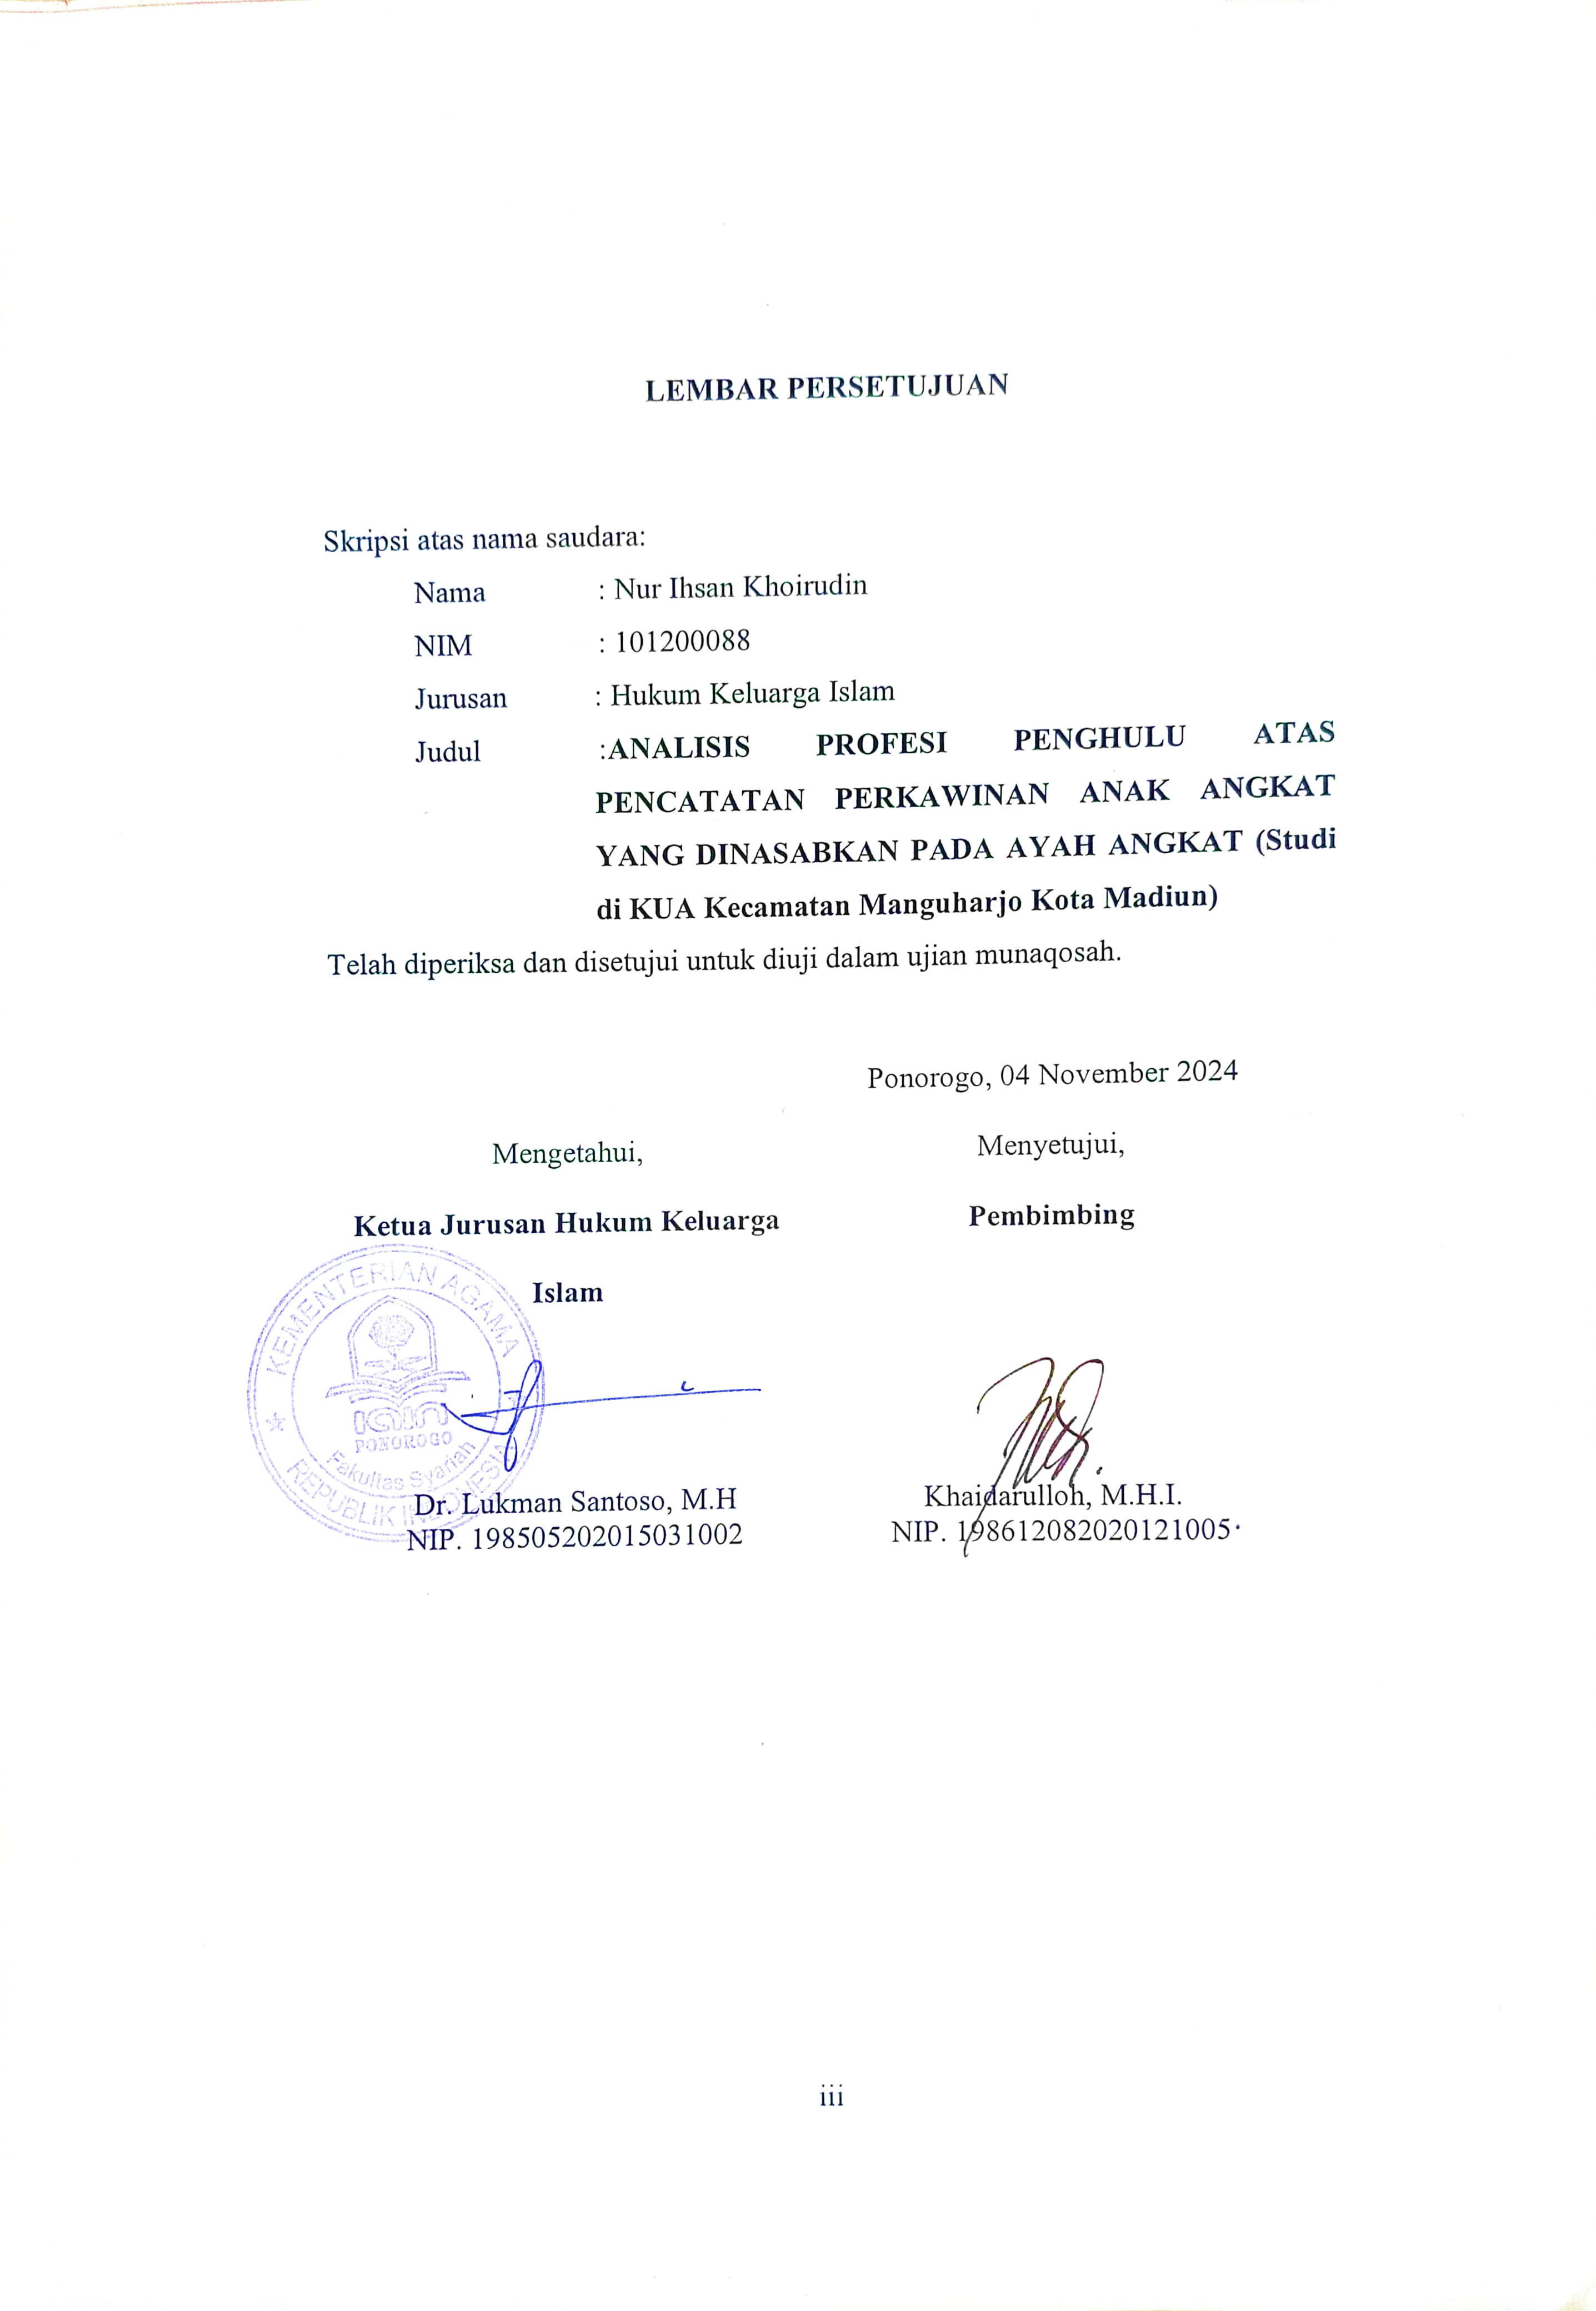 LEMBAR PERSETUJUAN
Skripsi atas nama saudara:
Nama : Nur Ihsan Khoirudin
NIM : 101200088
Jurusan : Hukum Keluarga Islam
Judul :ANALISIS PROFESI PENGHULU ATAS
PENCATATAN PERKAWINAN ANAK ANGKAT
YANG DINASABKAN PADA AYAH ANGKAT (Studi
di KUA Kecamatan Manguharjo Kota Madiun)
Telah diperiksa dan disetujui untuk diuji dalam ujian munaqosah.
Ponorogo, 04 November 2024
Mengetahui,
Ketua Jurusan Hukum Keluarga
Islam
KEMENTERIAN AGAMA
IAIN
PONOROGO
Fakultas Syariah
REPUBLIK INDONESIA
Dr. Lukman Santoso, M.H
NIP. 198505202015031002
Menyetujui,
Pembimbing
Khaidarulloh, M.H.I.
NIP. 198612082020121005
iii